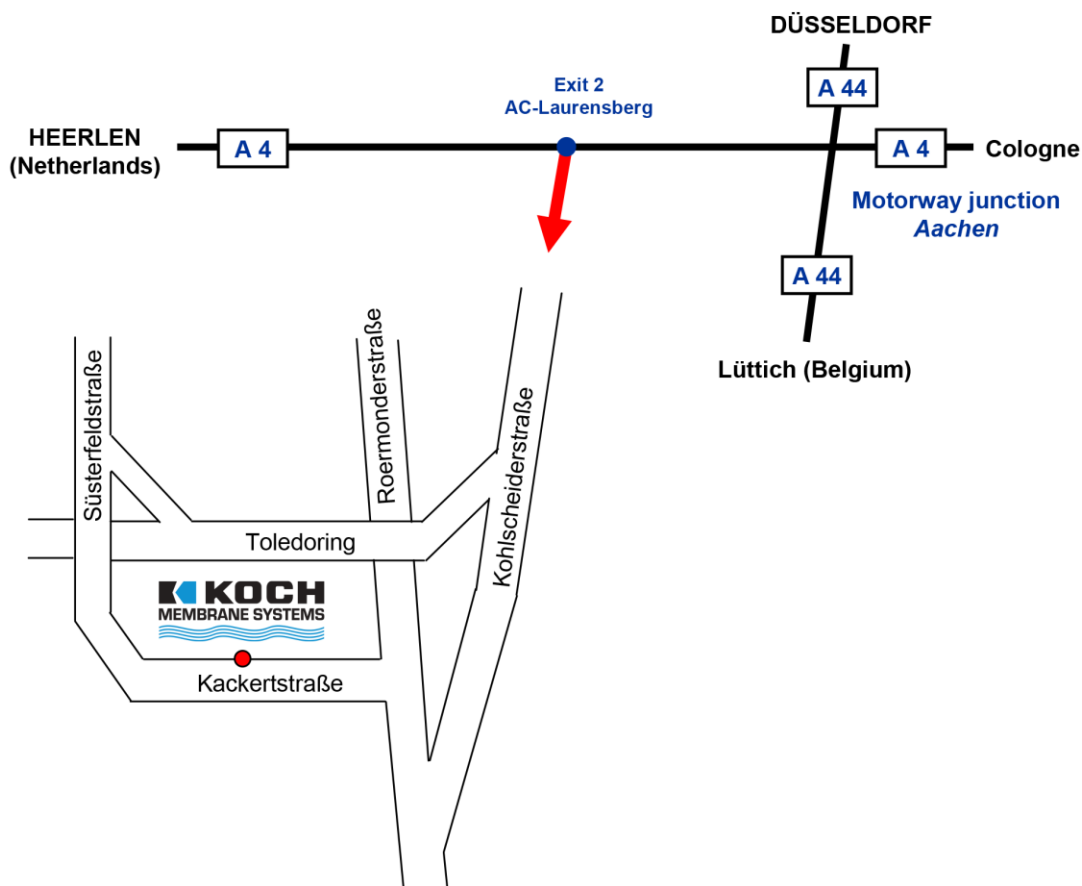 DÜSSELDORF
A 44
Exit 2
AC-Laurensberg
HEERLEN
(Netherlands)
A 4
A 4
Cologne
Motorway junction
Aachen
A 44
Lüttich (Belgium)
Süsterfeldstraße
Roermonderstraße
Kohlscheiderstraße
Toledoring
KOCH
MEMBRANE SYSTEMS
Kackertstraße